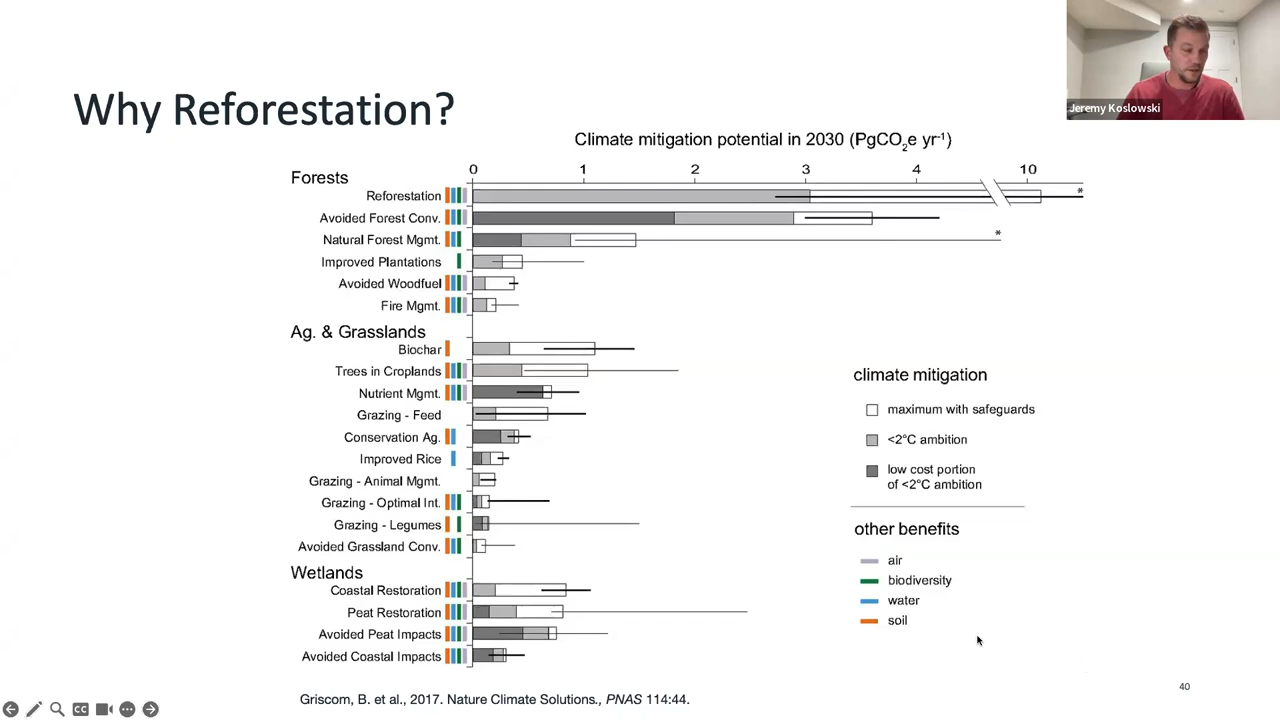 Jeremy Koslowski
Why Reforestation?
Climate mitigation potential in 2030 (PgCO2e yr-1)
0 1 2 3 4 10
Forests
Reforestation
*
Avoided Forest Conv.
Natural Forest Mgmt.
*
Improved Plantations
Avoided Woodfuel
Fire Mgmt.
Ag. & Grasslands
Biochar
Trees in Croplands
Nutrient Mgmt.
Grazing - Feed
Conservation Ag.
Improved Rice
Grazing - Animal Mgmt.
Grazing - Optimal Int.
Grazing - Legumes
Avoided Grassland Conv.
Wetlands
Coastal Restoration
Peat Restoration
Avoided Peat Impacts
Avoided Coastal Impacts
climate mitigation
maximum with safeguards
<2°C ambition
low cost portion
of <2°C ambition
other benefits
air
biodiversity
water
soil
Griscom, B. et al., 2017. Nature Climate Solutions., PNAS 114:44.
40
CC